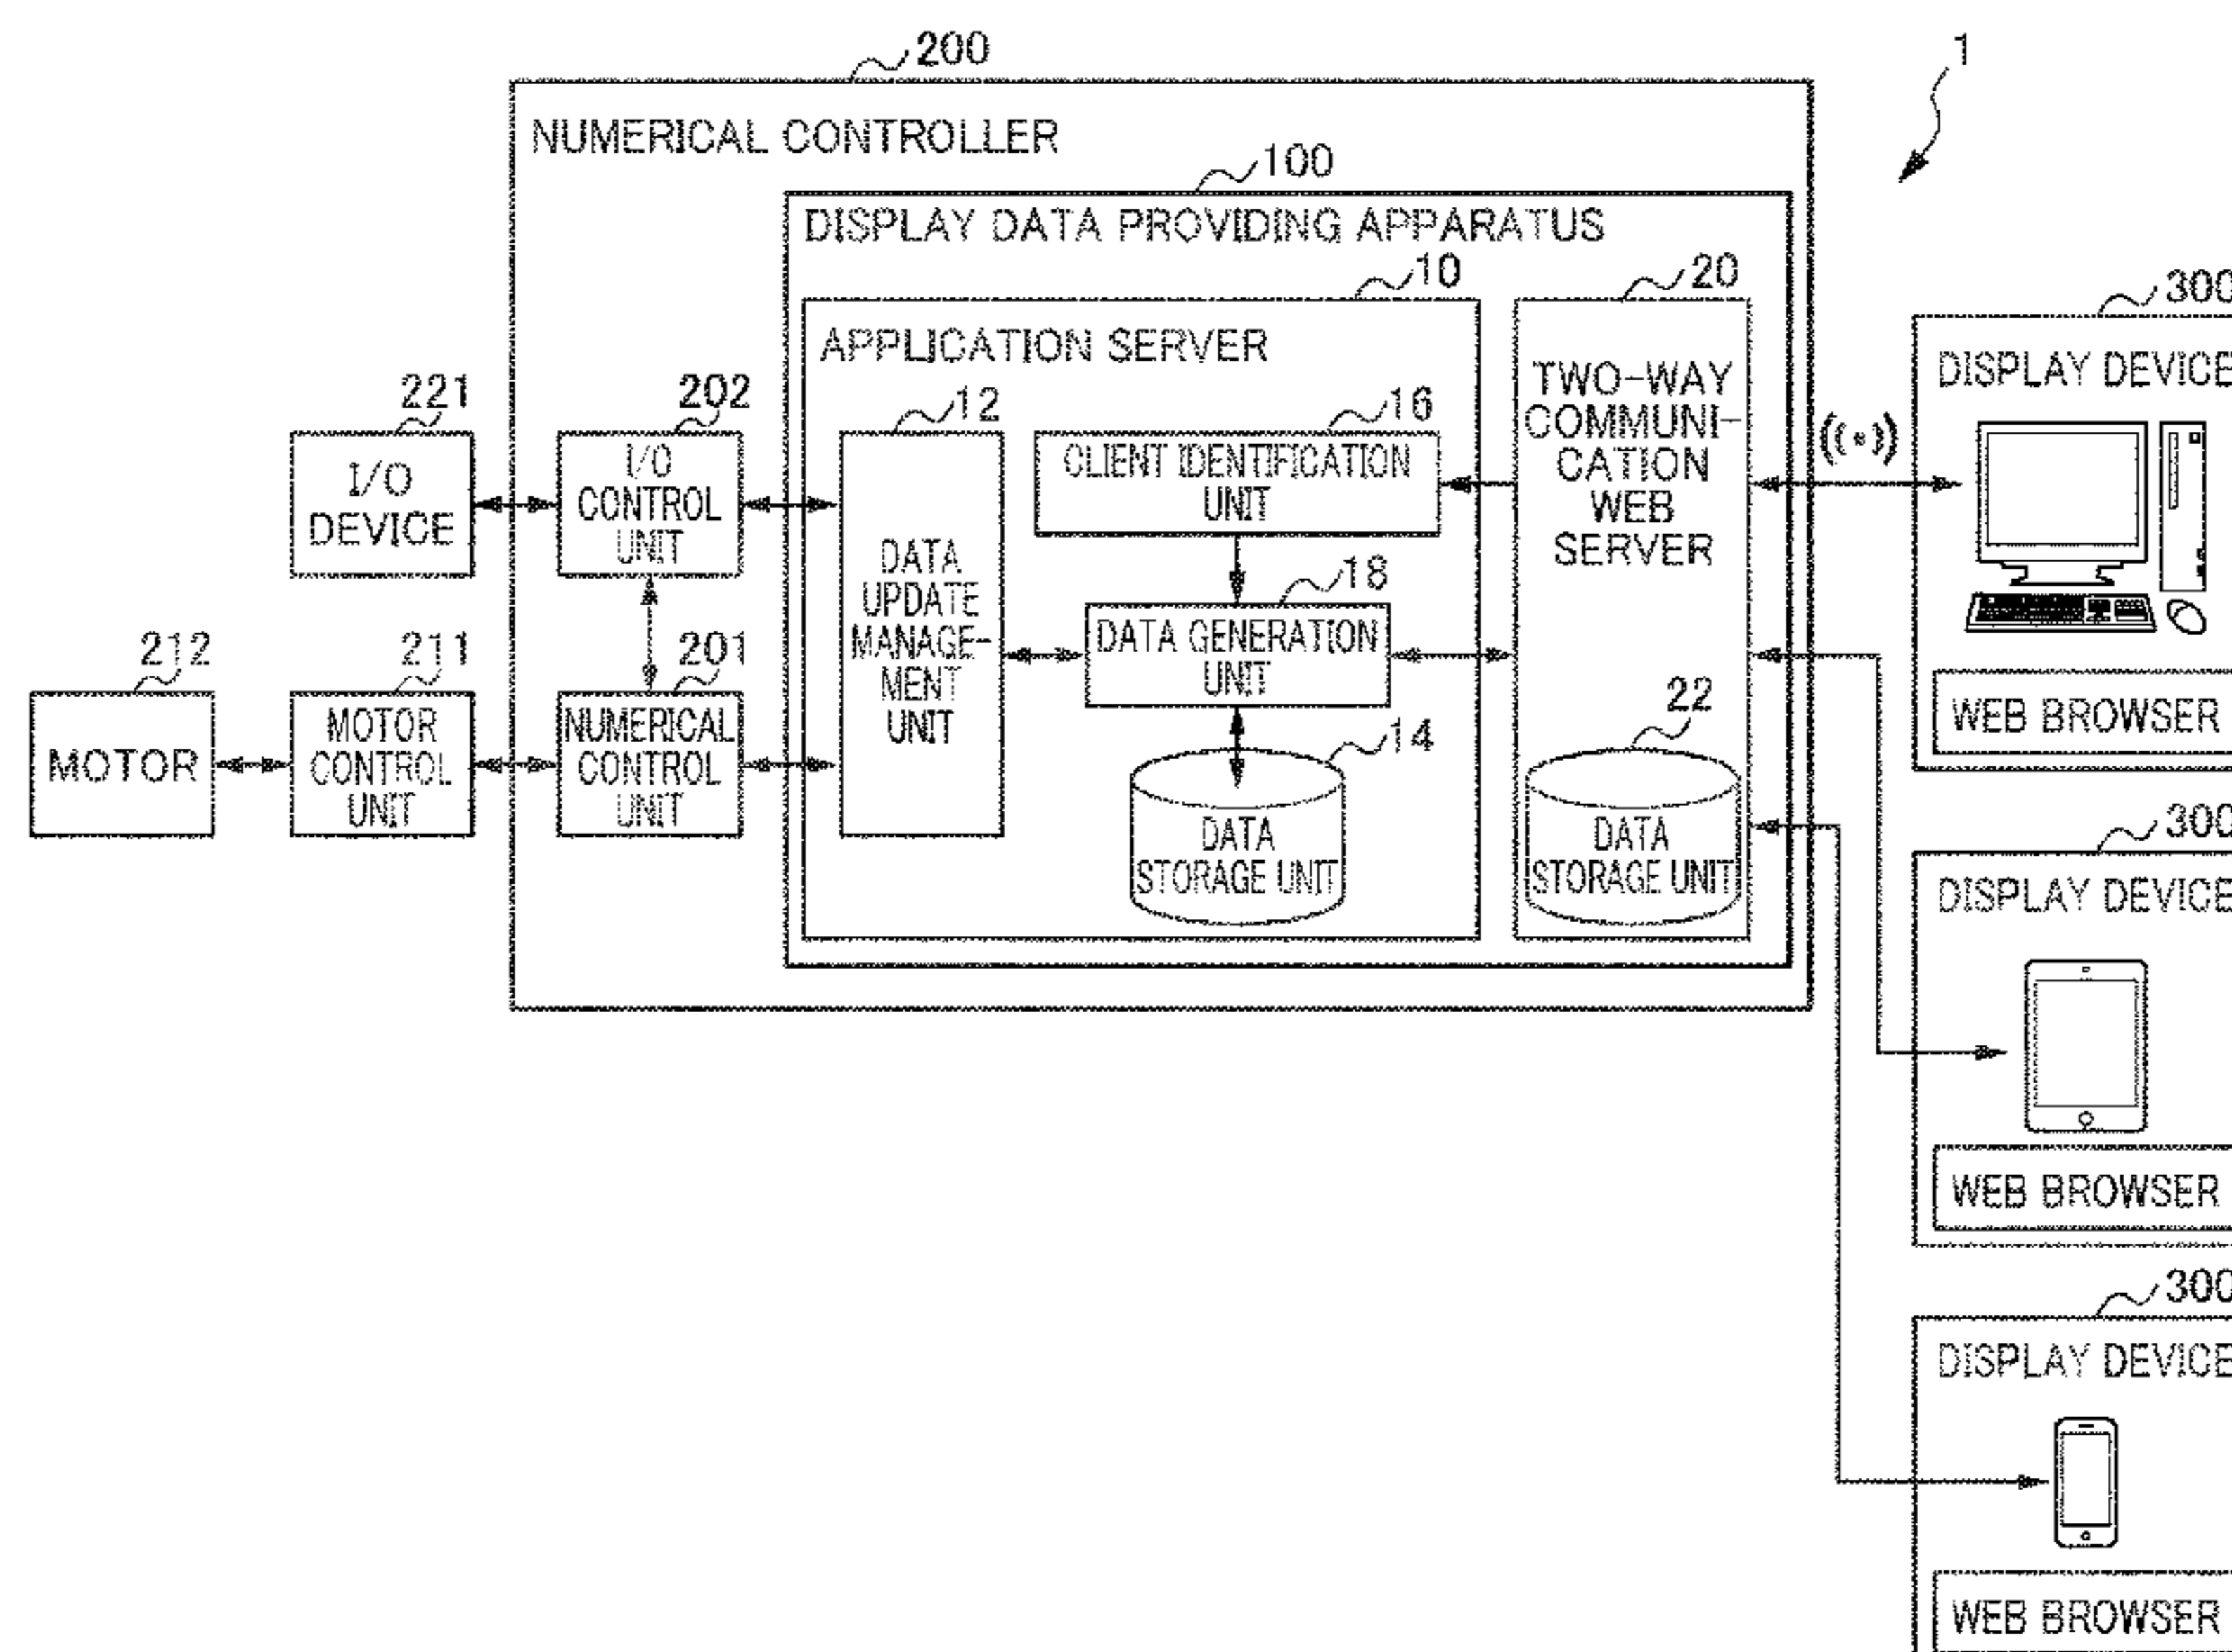 200
1
NUMERICAL CONTROLLER
100
DISPLAY DATA PROVIDING APPARATUS
10
20
300
APPLICATION SERVER
TWO-WAY
COMMUNI-
CATION
WEB
SERVER
DISPLAY DEVICE
221
202
12
16
I/O
DEVICE
I/O
CONTROL
UNIT
CLIENT IDENTIFICATION
UNIT
DATA
UPDATE
MANAGE-
MENT
UNIT
18
DATA GENERATION
UNIT
212
211
201
22
WEB BROWSER
MOTOR
MOTOR
CONTROL
UNIT
NUMERICAL
CONTROL
UNIT
14
DATA
STORAGE UNIT
DATA
STORAGE UNIT
300
DISPLAY DEVICE
WEB BROWSER
300
DISPLAY DEVICE
WEB BROWSER